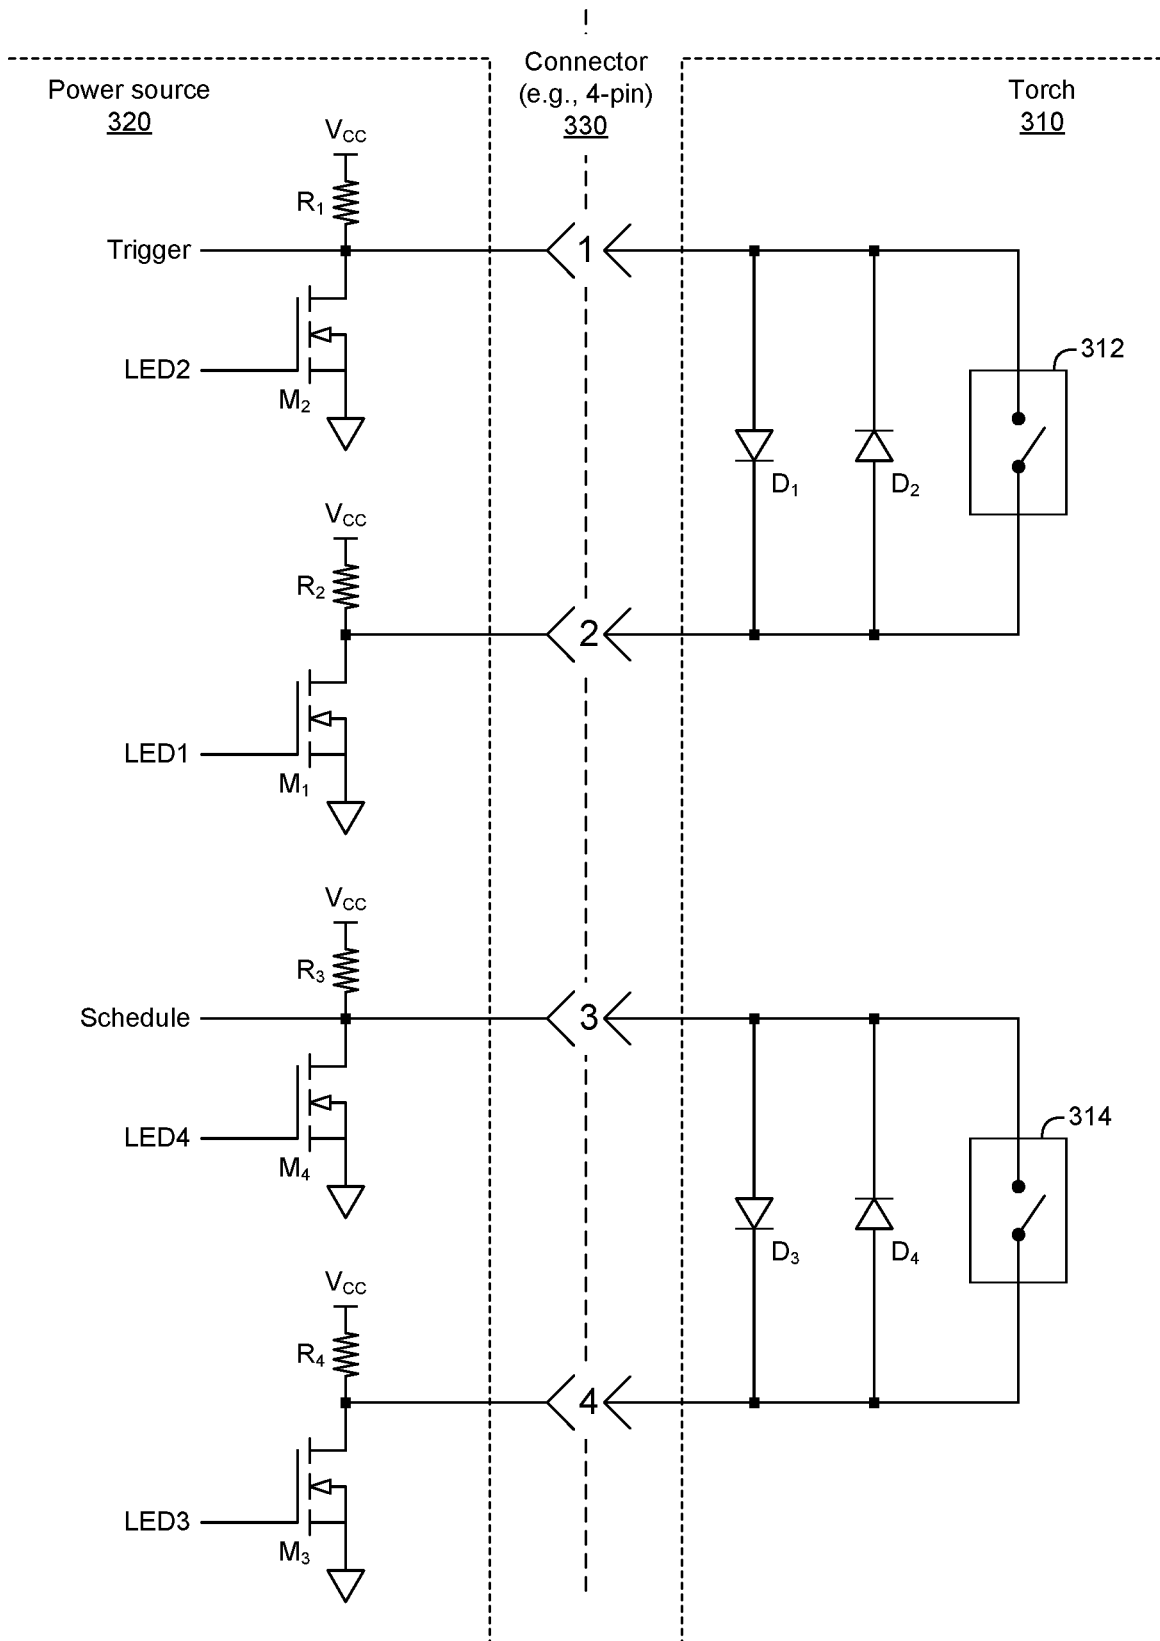 Power source
320
Connector
(e.g., 4-pin)
330
Torch
310
VCC
R1
Trigger
1
LED2
M2
312
D1
D2
VCC
R2
2
LED1
M1
VCC
R3
Schedule
3
LED4
M4
314
D3
D4
VCC
R4
4
LED3
M3